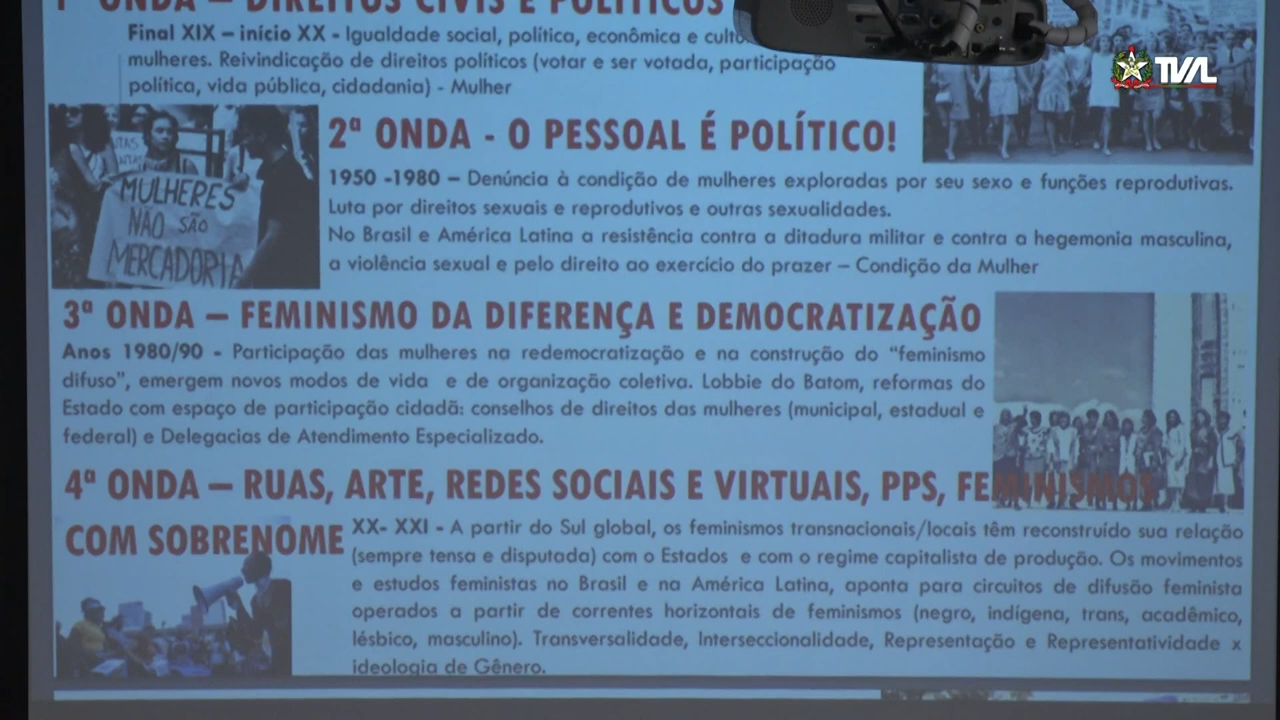 1ª ONDA – DIREITOS CIVIS E POLÍTICOS
Final XIX – início XX - Igualdade social, política, econômica e
mulheres. Reivindicação de direitos políticos (votar e ser votada, participação
política, vida pública, cidadania) - Mulher
TVAL
2ª ONDA - O PESSOAL É POLÍTICO!
MULHERES
NÃO SÃO
MERCADORIA
1950 -1980 – Denúncia à condição de mulheres exploradas por seu sexo e funções reprodutivas.
Luta por direitos sexuais e reprodutivos e outras sexualidades.
No Brasil e América Latina a resistência contra a ditadura militar e contra a hegemonia masculina,
a violência sexual e pelo direito ao exercício do prazer – Condição da Mulher
3ª ONDA – FEMINISMO DA DIFERENÇA E DEMOCRATIZAÇÃO
Anos 1980/90 - Participação das mulheres na redemocratização e na construção do “feminismo
difuso”, emergem novos modos de vida e de organização coletiva. Lobbie do Batom, reformas do
Estado com espaço de participação cidadã: conselhos de direitos das mulheres (municipal, estadual e
federal) e Delegacias de Atendimento Especializado.
4ª ONDA – RUAS, ARTE, REDES SOCIAIS E VIRTUAIS, PPS, FEMINISMOS
COM SOBRENOME
XX- XXI - A partir do Sul global, os feminismos transnacionais/locais têm reconstruído sua relação
(sempre tensa e disputada) com o Estados e com o regime capitalista de produção. Os movimentos
e estudos feministas no Brasil e na América Latina, aponta para circuitos de difusão feminista
operados a partir de correntes horizontais de feminismos (negro, indígena, trans, acadêmico,
lésbico, masculino). Transversalidade, Interseccionalidade, Representação e Representatividade x
ideologia de Gênero.